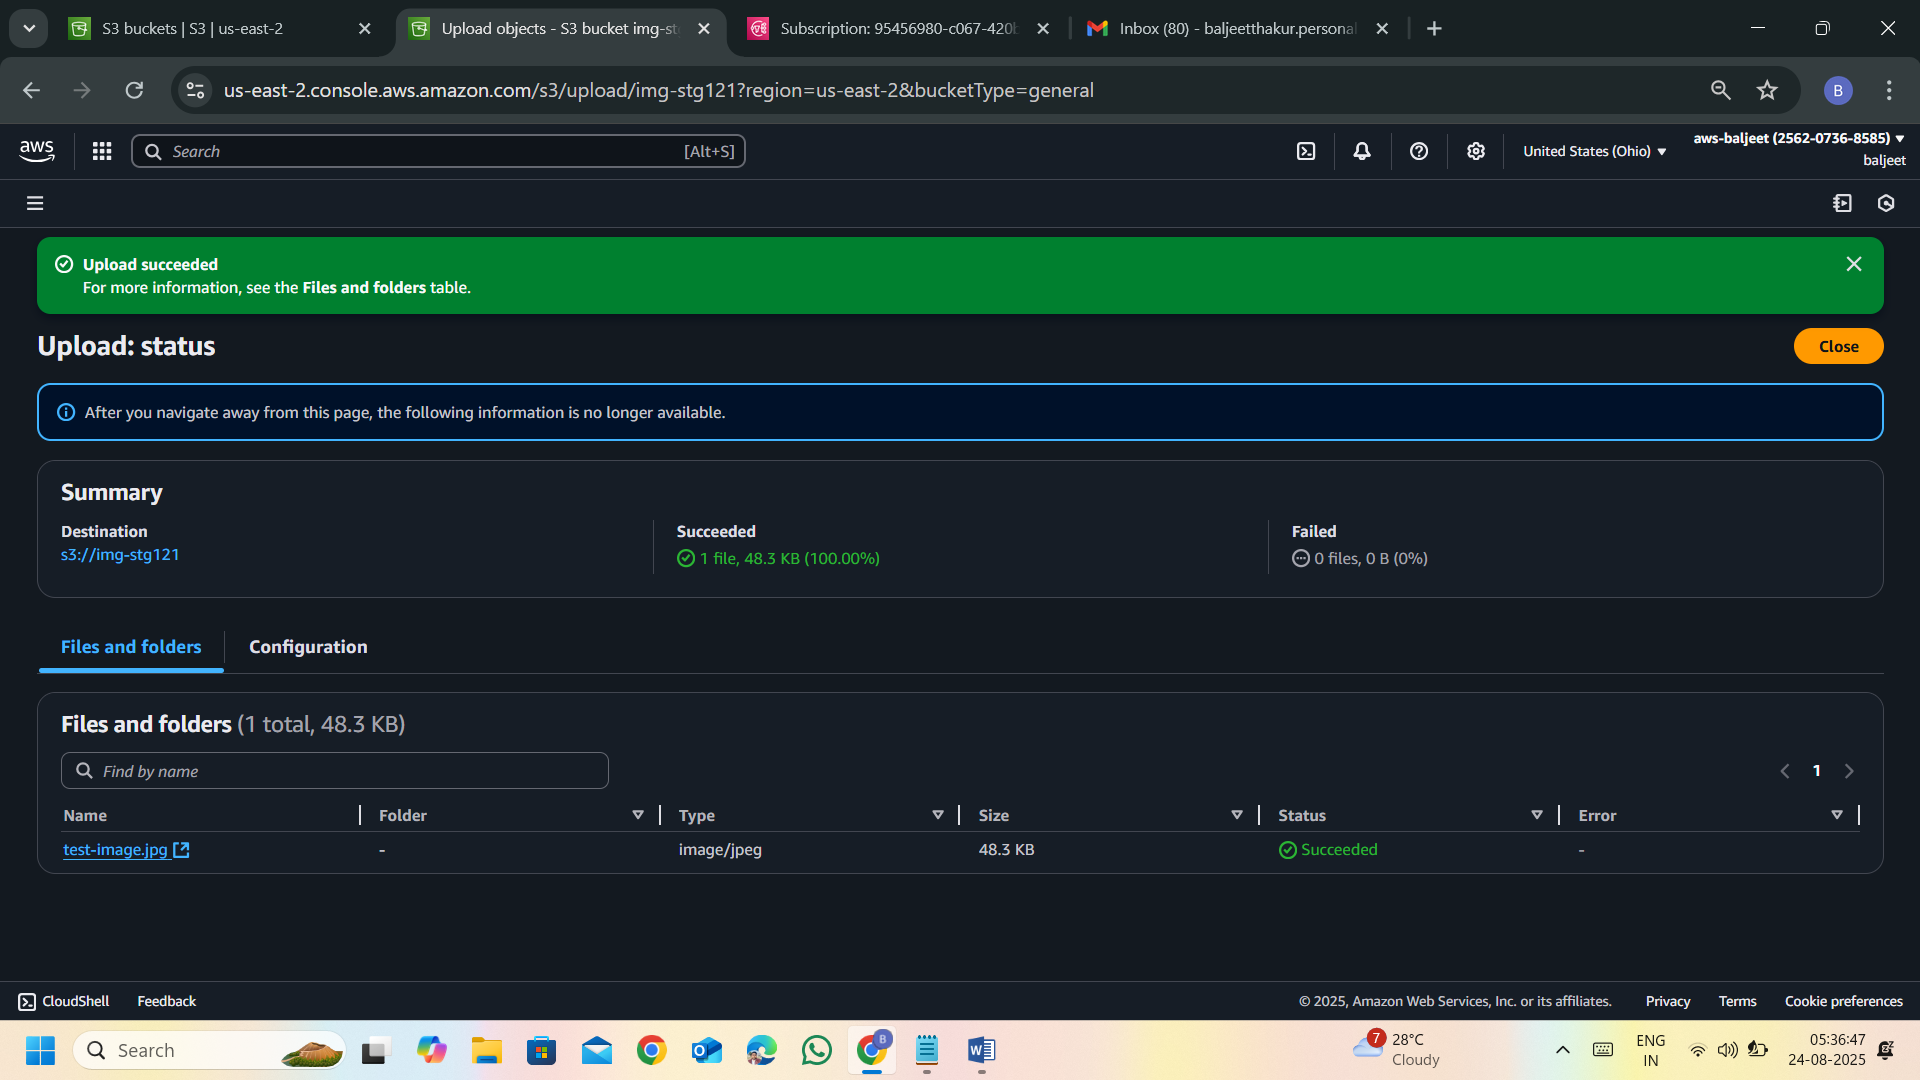 S3 buckets | S3 | us-east-2
Upload objects - S3 bucket img-st
Subscription: 95456980-c067-420b
Inbox (80) - baljeetthakur.personal
us-east-2.console.aws.amazon.com/s3/upload/img-stg121?region=us-east-2&bucketType=general
B
aws
Search
[Alt+S]
United States (Ohio)
aws-baljeet (2562-0736-8585)
baljeet
Upload succeeded
For more information, see the Files and folders table.
Upload: status
Close
After you navigate away from this page, the following information is no longer available.
Summary
Destination
s3://img-stg121
Succeeded
1 file, 48.3 KB (100.00%)
Failed
0 files, 0 B (0%)
Files and folders
Configuration
Files and folders (1 total, 48.3 KB)
Find by name
1
Name
Folder
Type
Size
Status
Error
test-image.jpg
-
image/jpeg
48.3 KB
Succeeded
-
CloudShell
Feedback
© 2025, Amazon Web Services, Inc. or its affiliates.
Privacy
Terms
Cookie preferences
Search
B
7
28°C
Cloudy
ENG
IN
05:36:47
24-08-2025